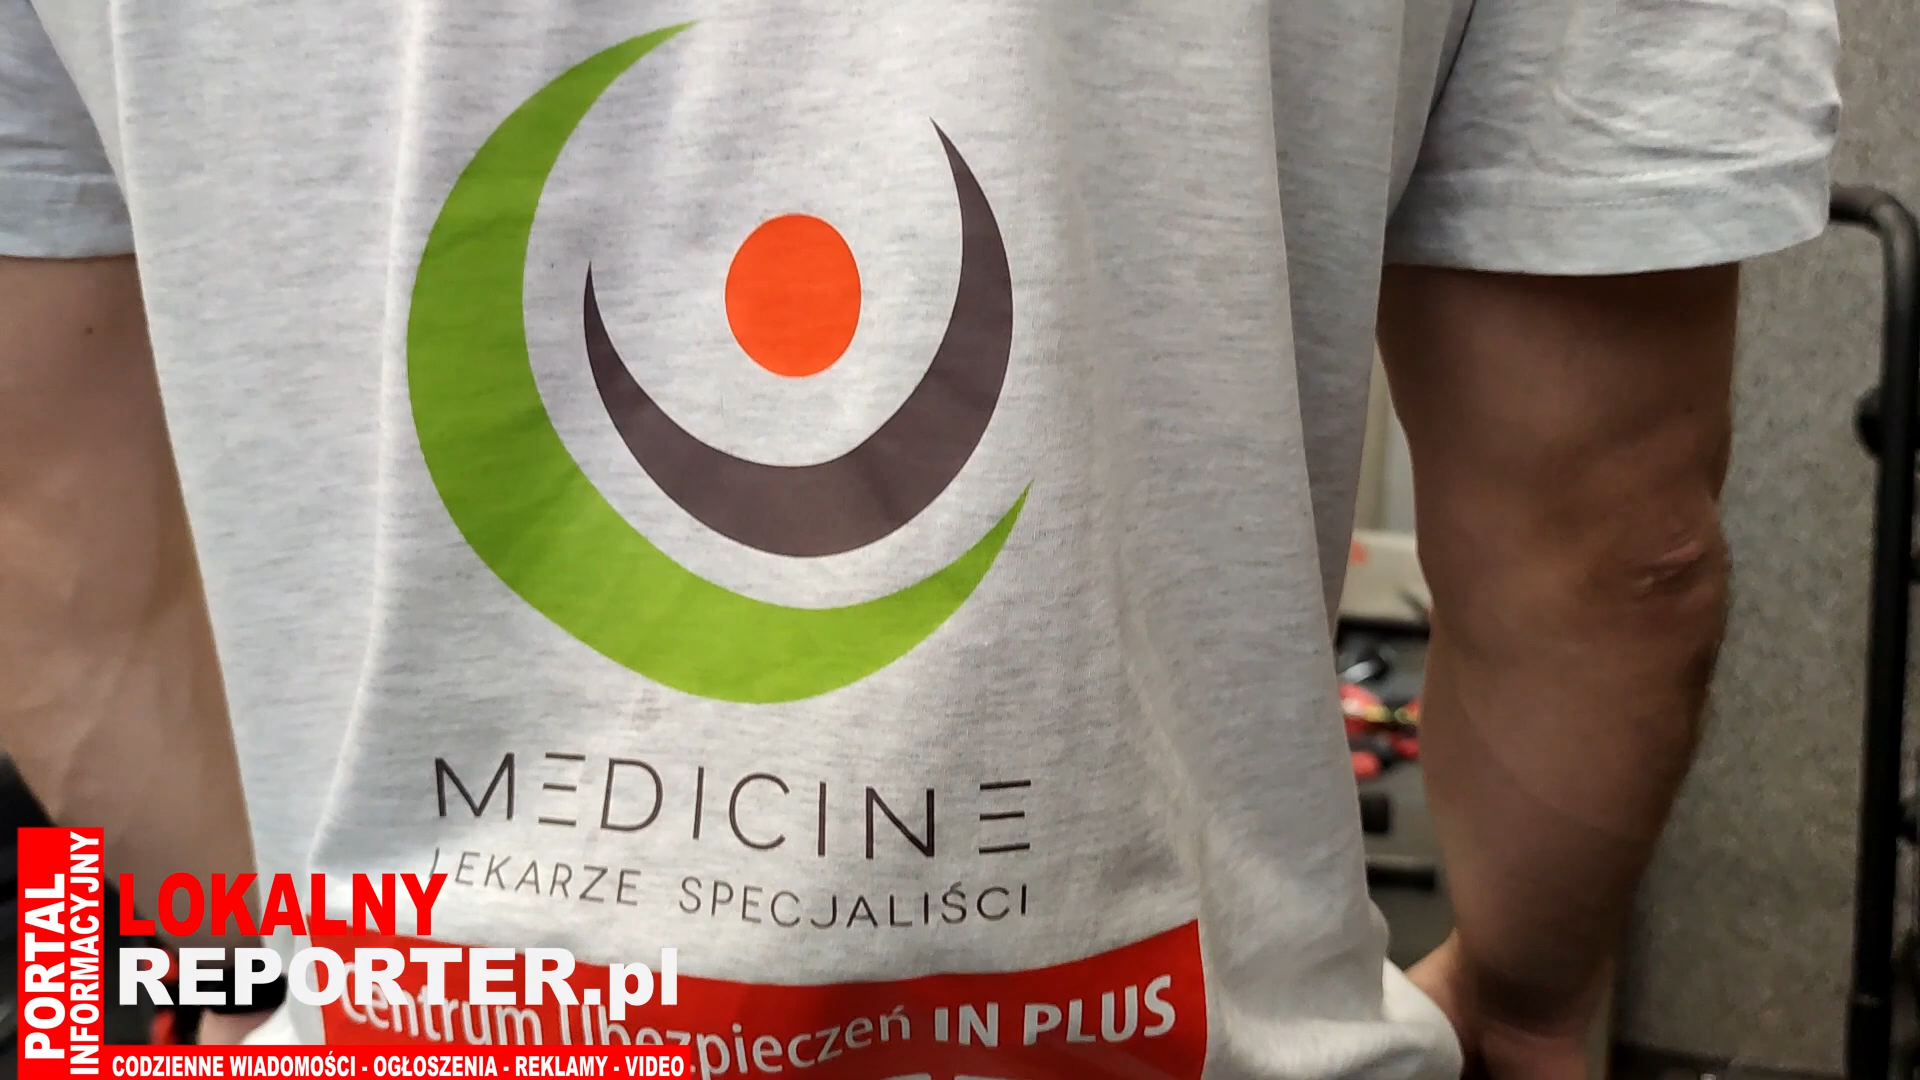 MEDICINE
LEKARZE SPECJALIŚCI
Centrum Ubezpieczeń IN PLUS
PORTAL
INFORMACYJNY
LOKALNY
REPORTER.pl
CODZIENNE WIADOMOŚCI - OGŁOSZENIA - REKLAMY - VIDEO